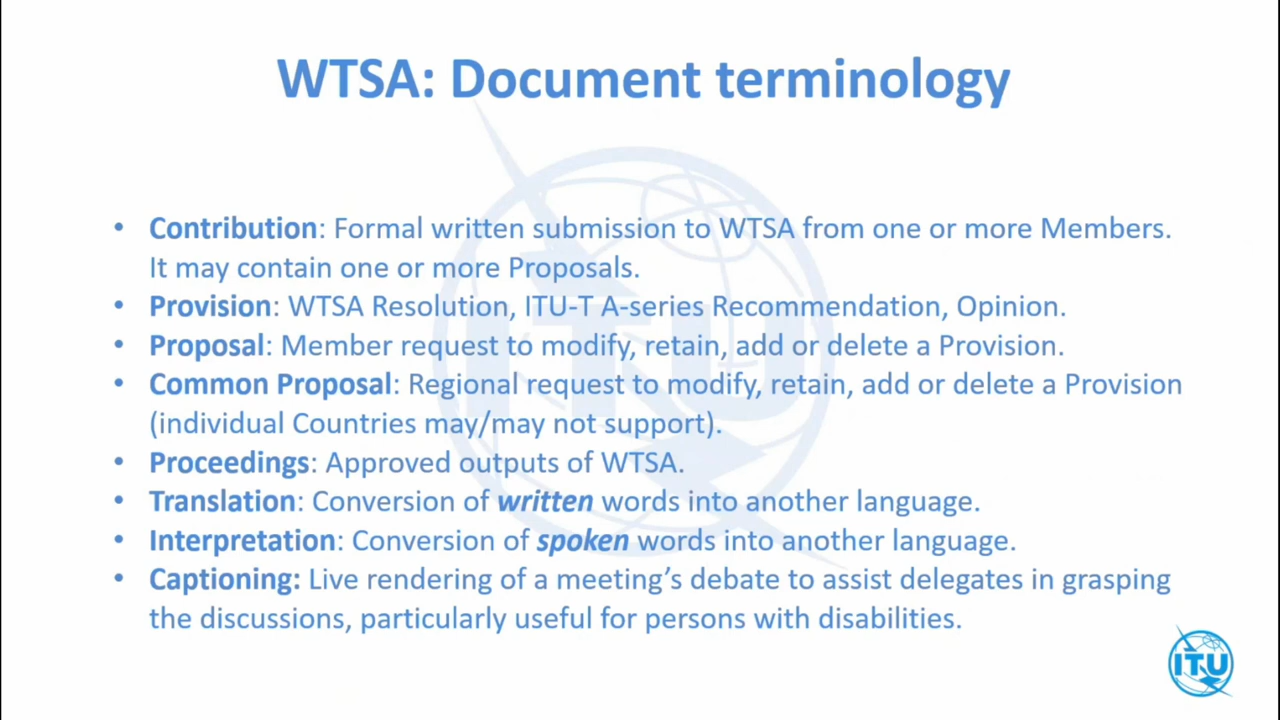 WTSA: Document terminology
• Contribution: Formal written submission to WTSA from one or more Members.
It may contain one or more Proposals.
• Provision: WTSA Resolution, ITU-T A-series Recommendation, Opinion.
• Proposal: Member request to modify, retain, add or delete a Provision.
• Common Proposal: Regional request to modify, retain, add or delete a Provision
(individual Countries may/may not support).
• Proceedings: Approved outputs of WTSA.
• Translation: Conversion of written words into another language.
• Interpretation: Conversion of spoken words into another language.
• Captioning: Live rendering of a meeting’s debate to assist delegates in grasping
the discussions, particularly useful for persons with disabilities.
ITU
ITU